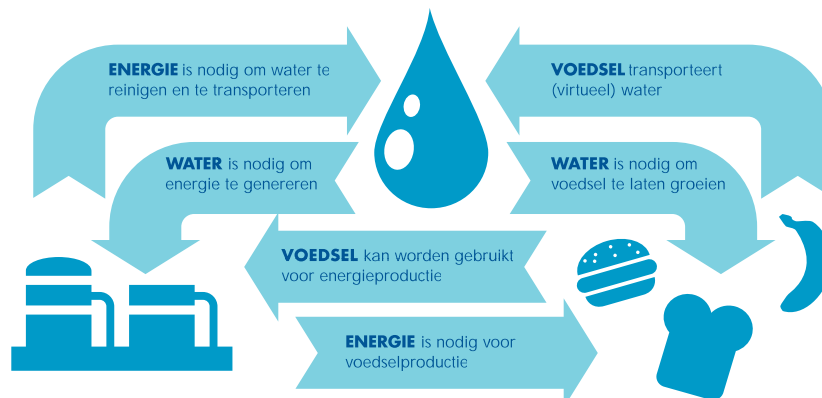 ENERGIE is nodig om water te
reinigen en te transporteren
VOEDSEL transporteert
(virtueel) water
WATER is nodig om
energie te genereren
WATER is nodig om
voedsel te laten groeien
VOEDSEL kan worden gebruikt
voor energieproductie
ENERGIE is nodig voor
voedselproductie